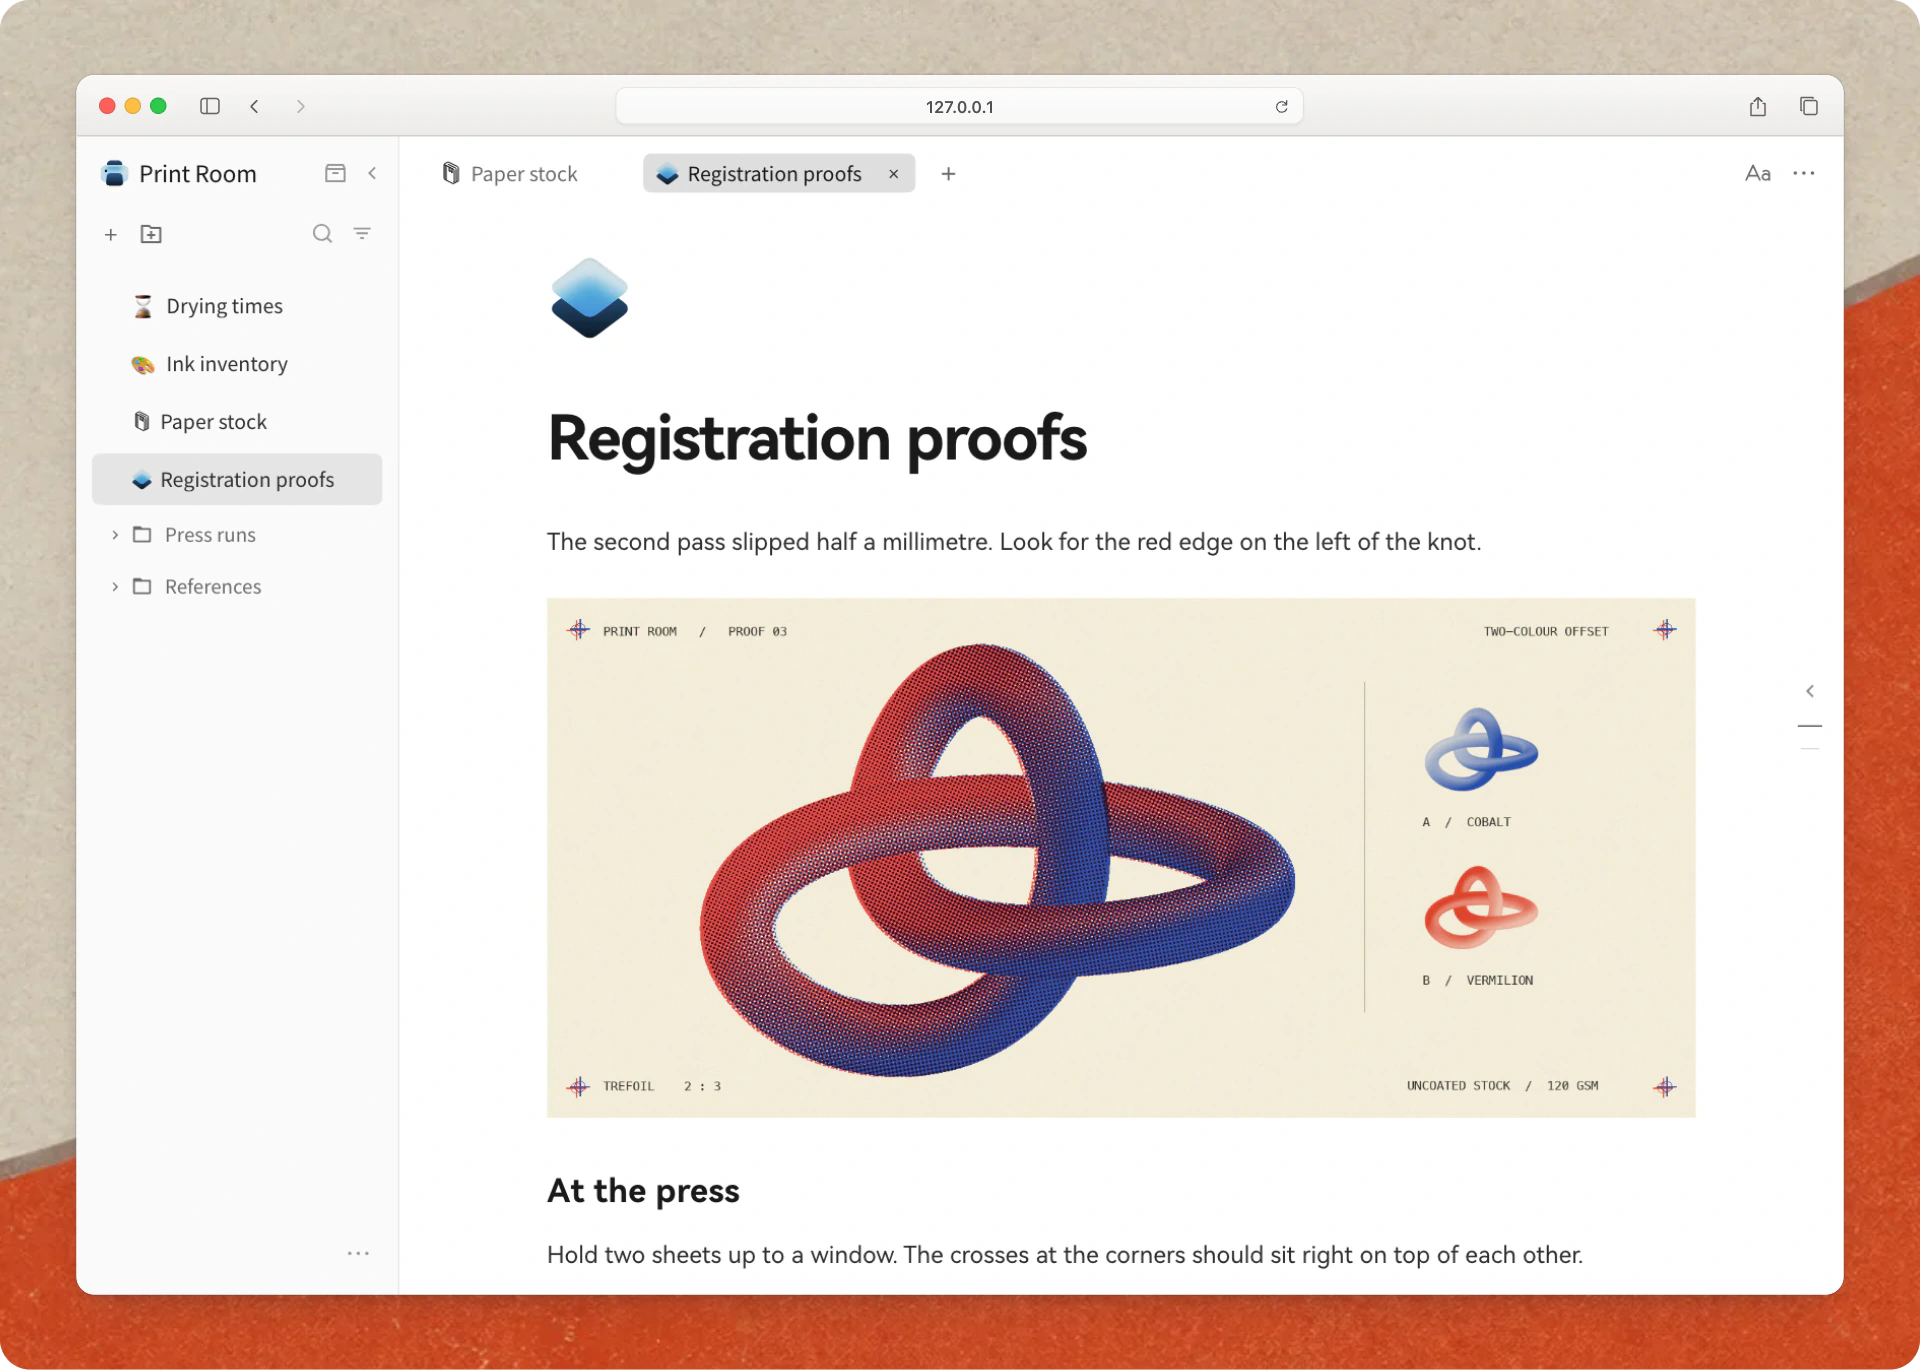 127.0.0.1
Print Room
Paper stock
Registration proofs
Aa
Drying times
Ink inventory
Paper stock
Registration proofs
Press runs
References
Registration proofs
The second pass slipped half a millimetre. Look for the red edge on the left of the knot.
PRINT ROOM / PROOF 03
TWO-COLOUR OFFSET
A / COBALT
B / VERMILION
TREFOIL 2 : 3
UNCOATED STOCK / 120 GSM
At the press
Hold two sheets up to a window. The crosses at the corners should sit right on top of each other.